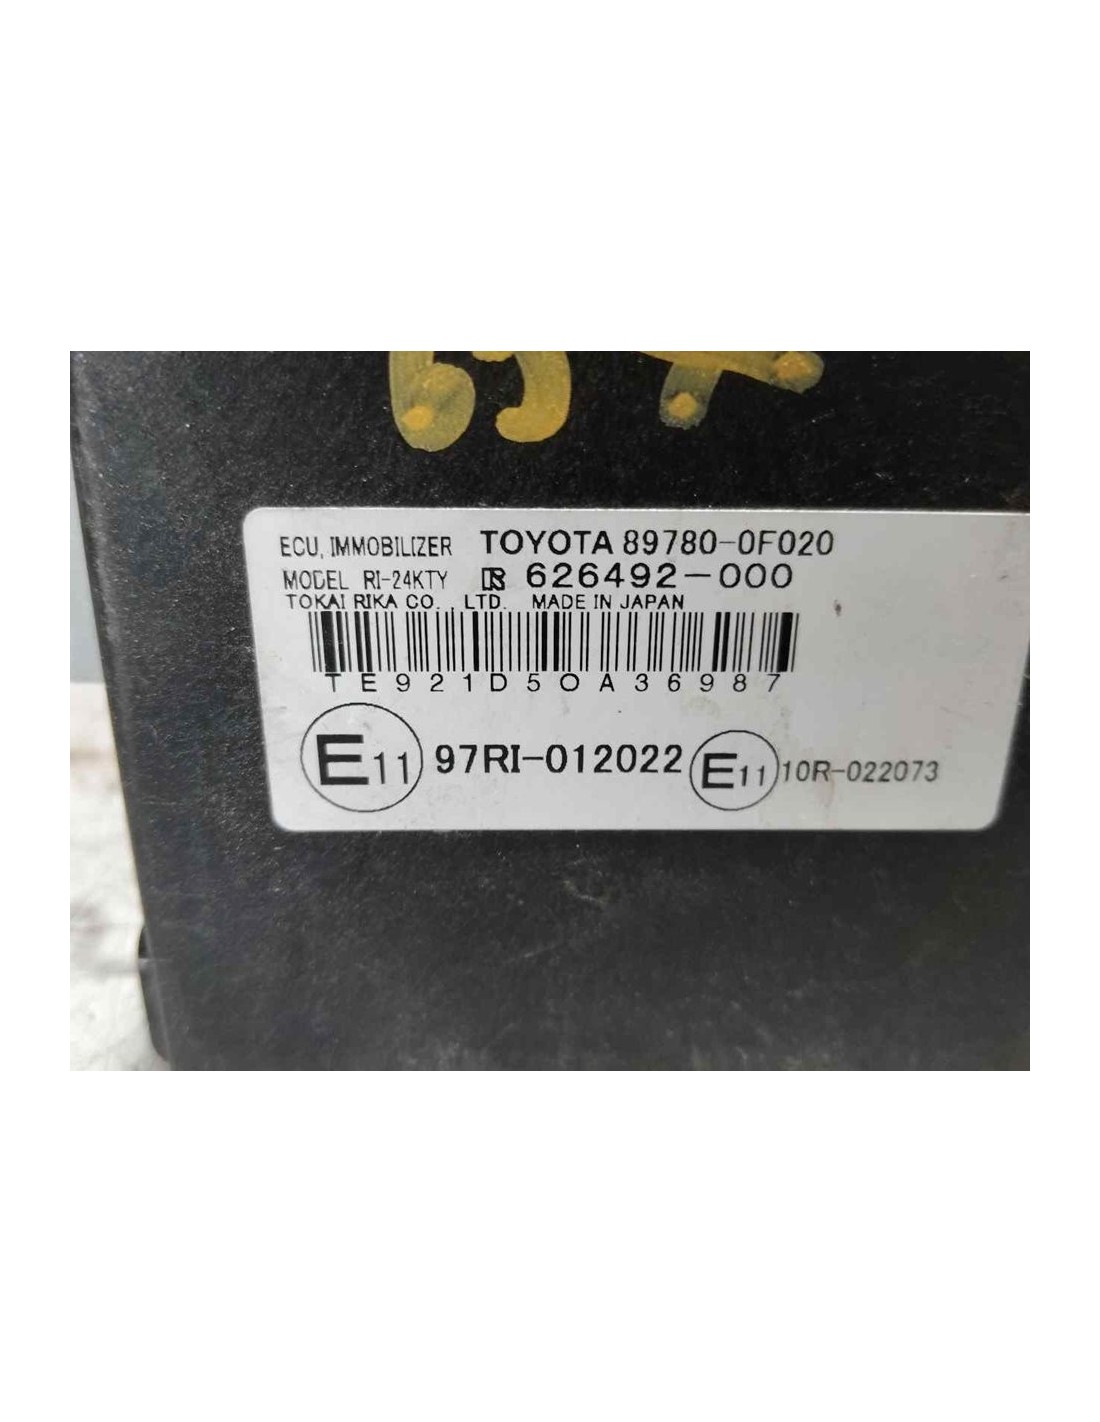 ECU, IMMOBILIZER TOYOTA 89780-0F020
MODEL RI-24KTY 626492-000
TOKAI RIKA CO., LTD. MADE IN JAPAN
TE921D5OA36987
E11 97RI-012022 E11 10R-022073